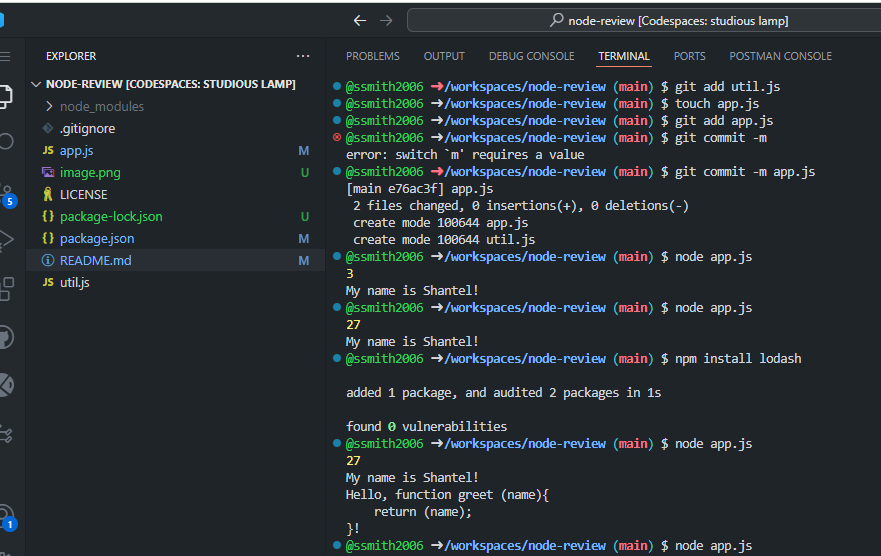 node-review [Codespaces: studious lamp]
EXPLORER
NODE-REVIEW [CODESPACES: STUDIOUS LAMP]
node_modules
.gitignore
JS app.js M
image.png U
LICENSE
{} package-lock.json U
{} package.json M
README.md M
JS util.js
5
1
PROBLEMS OUTPUT DEBUG CONSOLE TERMINAL PORTS POSTMAN CONSOLE
@ssmith2006 ➜/workspaces/node-review (main) $ git add util.js
@ssmith2006 ➜/workspaces/node-review (main) $ touch app.js
@ssmith2006 ➜/workspaces/node-review (main) $ git add app.js
@ssmith2006 ➜/workspaces/node-review (main) $ git commit -m
error: switch `m' requires a value
@ssmith2006 ➜/workspaces/node-review (main) $ git commit -m app.js
[main e76ac3f] app.js
2 files changed, 0 insertions(+), 0 deletions(-)
create mode 100644 app.js
create mode 100644 util.js
@ssmith2006 ➜/workspaces/node-review (main) $ node app.js
3
My name is Shantel!
@ssmith2006 ➜/workspaces/node-review (main) $ node app.js
27
My name is Shantel!
@ssmith2006 ➜/workspaces/node-review (main) $ npm install lodash
added 1 package, and audited 2 packages in 1s
found 0 vulnerabilities
@ssmith2006 ➜/workspaces/node-review (main) $ node app.js
27
My name is Shantel!
Hello, function greet (name){
return (name);
}!
@ssmith2006 ➜/workspaces/node-review (main) $ node app.js